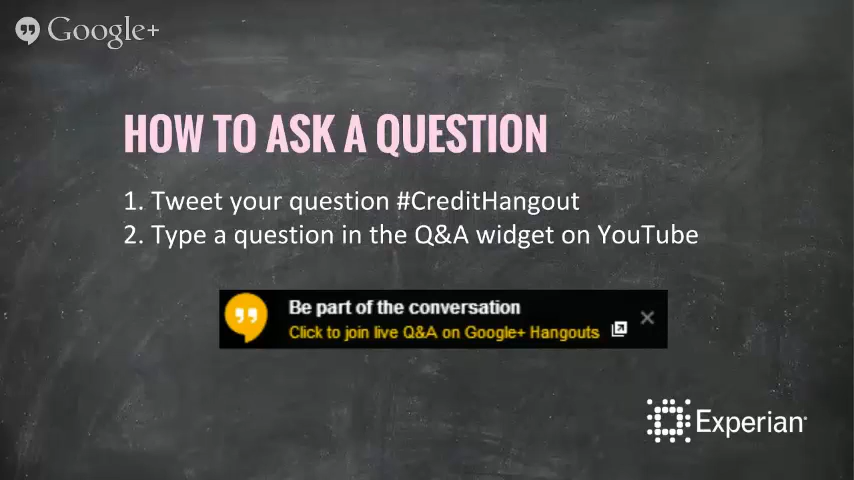 Google+
HOW TO ASK A QUESTION
1. Tweet your question #CreditHangout
2. Type a question in the Q&A widget on YouTube
Be part of the conversation
Click to join live Q&A on Google+ Hangouts
Experian